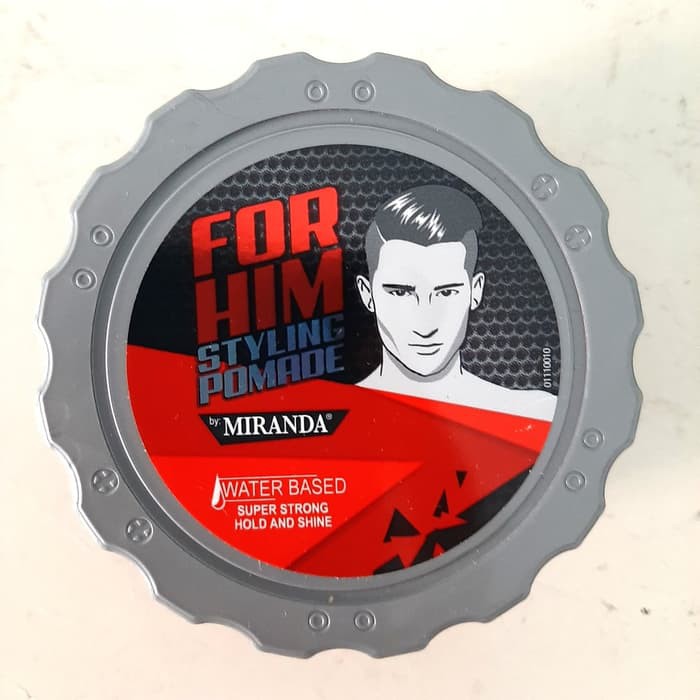 FOR
HIM
STYLING
POMADE
by: MIRANDA®
WATER BASED
SUPER STRONG
HOLD AND SHINE
01110010